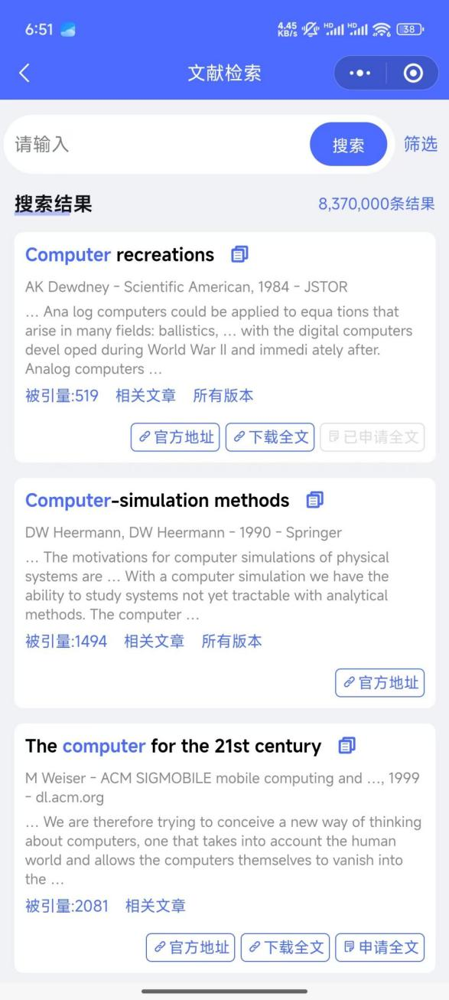 6:51
4.45
KB/s
HD
HD
6
38
文献检索
请输入
搜索
筛选
搜索结果
8,370,000条结果
Computer recreations
AK Dewdney - Scientific American, 1984 - JSTOR
… Ana log computers could be applied to equa tions that
arise in many fields: ballistics, … with the digital computers
devel oped during World War II and immedi ately after.
Analog computers …
被引量:519 相关文章 所有版本
官方地址 下载全文 已申请全文
Computer-simulation methods
DW Heermann, DW Heermann - 1990 - Springer
… The motivations for computer simulations of physical
systems are … With a computer simulation we have the
ability to study systems not yet tractable with analytical
methods. The computer …
被引量:1494 相关文章 所有版本
官方地址
The computer for the 21st century
M Weiser - ACM SIGMOBILE mobile computing and …, 1999
- dl.acm.org
… We are therefore trying to conceive a new way of thinking
about computers, one that takes into account the human
world and allows the computers themselves to vanish into
the …
被引量:2081 相关文章
官方地址 下载全文 申请全文